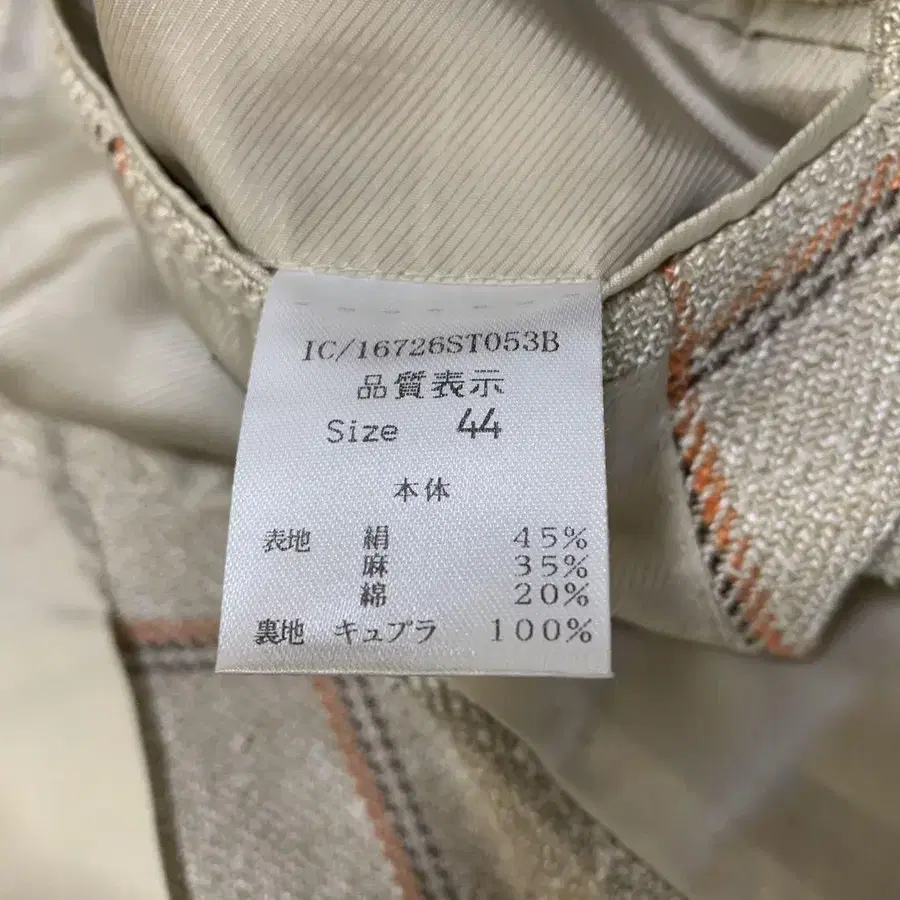 IC/16726ST053B
品質表示
Size 44
本体
表地 絹 45%
麻 35%
綿 20%
裏地 キュプラ 100%